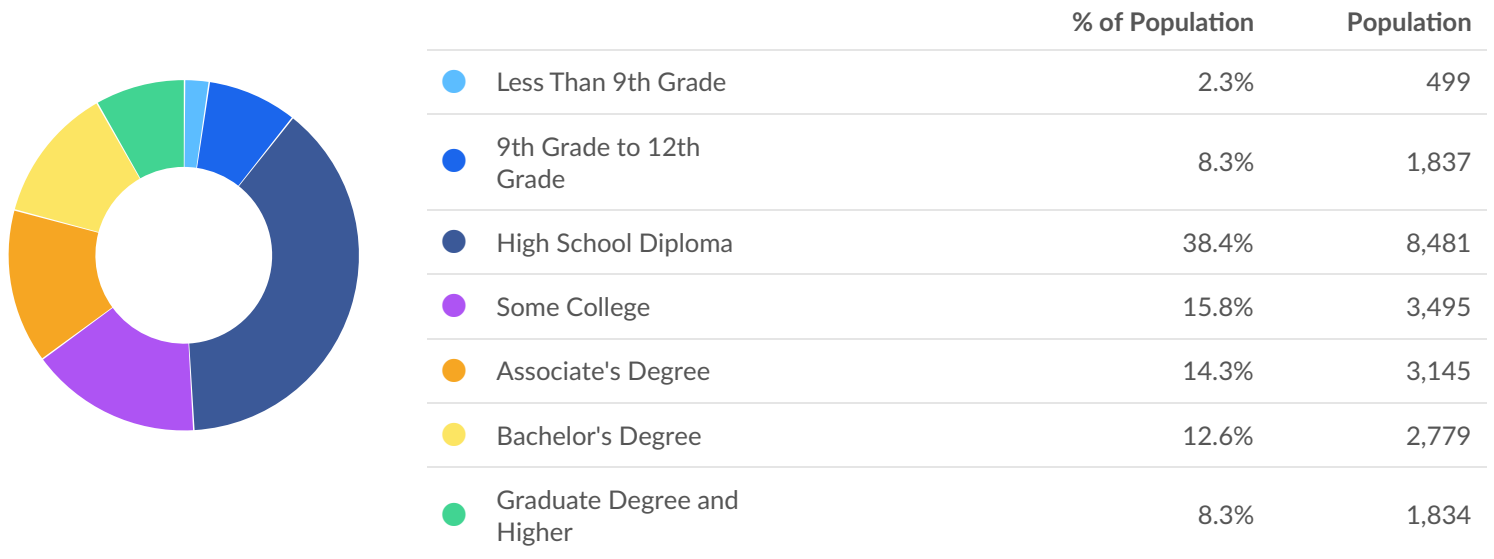 % of Population Population
Less Than 9th Grade 2.3% 499
9th Grade to 12th
Grade 8.3% 1,837
High School Diploma 38.4% 8,481
Some College 15.8% 3,495
Associate's Degree 14.3% 3,145
Bachelor's Degree 12.6% 2,779
Graduate Degree and
Higher 8.3% 1,834